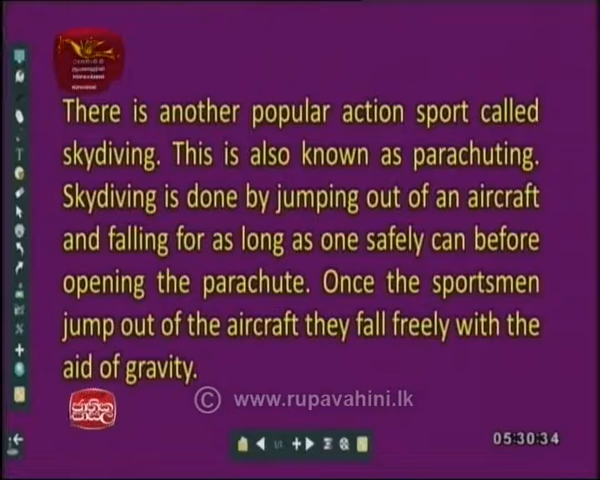 There is another popular action sport called
skydiving. This is also known as parachuting.
Skydiving is done by jumping out of an aircraft
and falling for as long as one safely can before
opening the parachute. Once the sportsmen
jump out of the aircraft they fall freely with the
aid of gravity.
© www.rupavahini.lk
05:30:34